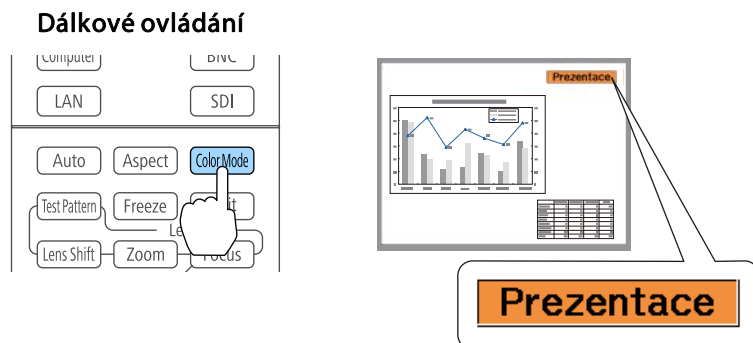 Dálkové ovládání
Computer BNC
LAN SDI
Auto Aspect Color Mode
Test Pattern Freeze
Lens Shift Zoom Focus
Prezentace
Prezentace